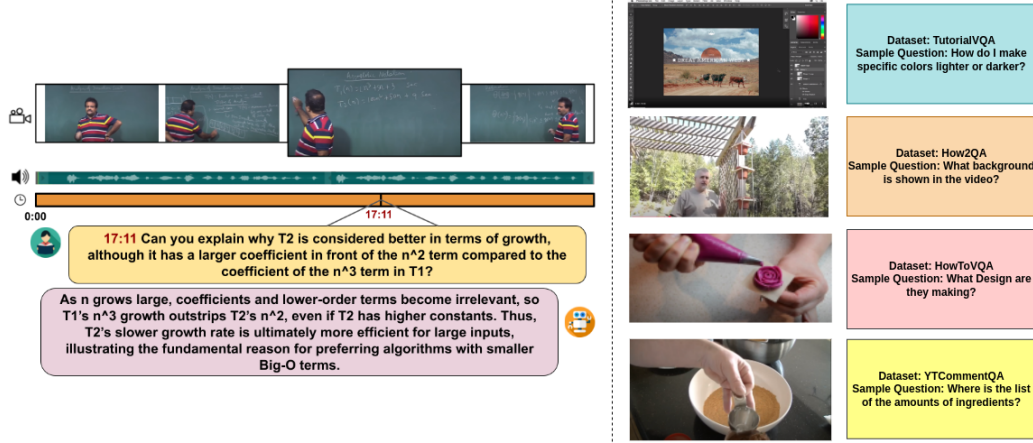 0:00
17:11
17:11 Can you explain why T2 is considered better in terms of growth,
although it has a larger coefficient in front of the n^2 term compared to the
coefficient of the n^3 term in T1?
As n grows large, coefficients and lower-order terms become irrelevant, so
T1's n^3 growth outstrips T2's n^2, even if T2 has higher constants. Thus,
T2's slower growth rate is ultimately more efficient for large inputs,
illustrating the fundamental reason for preferring algorithms with smaller
Big-O terms.
Dataset: TutorialVQA
Sample Question: How do I make
specific colors lighter or darker?
Dataset: How2QA
Sample Question: What background
is shown in the video?
Dataset: HowToVQA
Sample Question: What Design are
they making?
Dataset: YTCommentQA
Sample Question: Where is the list
of the amounts of ingredients?